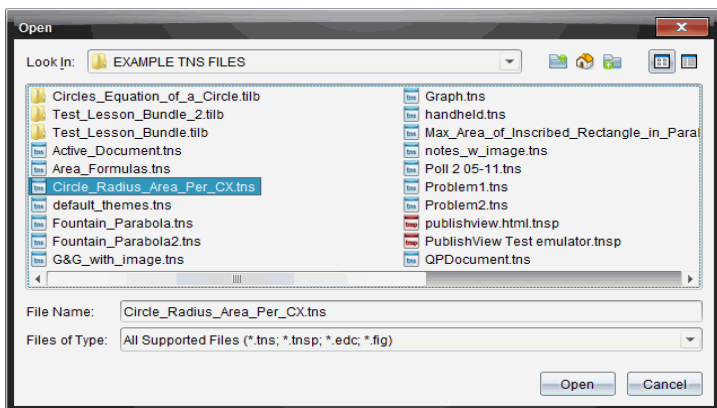 Open
Look In: EXAMPLE TNS FILES
Circles_Equation_of_a_Circle.tilb
Test_Lesson_Bundle_2.tilb
Test_Lesson_Bundle.tilb
Active_Document.tns
Area_Formulas.tns
Circle_Radius_Area_Per_CX.tns
default_themes.tns
Fountain_Parabola.tns
Fountain_Parabola2.tns
G&G_with_image.tns
Graph.tns
handheld.tns
Max_Area_of_Inscribed_Rectangle_in_Para
notes_w_image.tns
Poll 2 05-11.tns
Problem1.tns
Problem2.tns
publishview.html.tnsp
PublishView Test emulator.tnsp
QPDocument.tns
File Name: Circle_Radius_Area_Per_CX.tns
Files of Type: All Supported Files (*.tns; *.tnsp; *.edc; *.fig)
Open Cancel